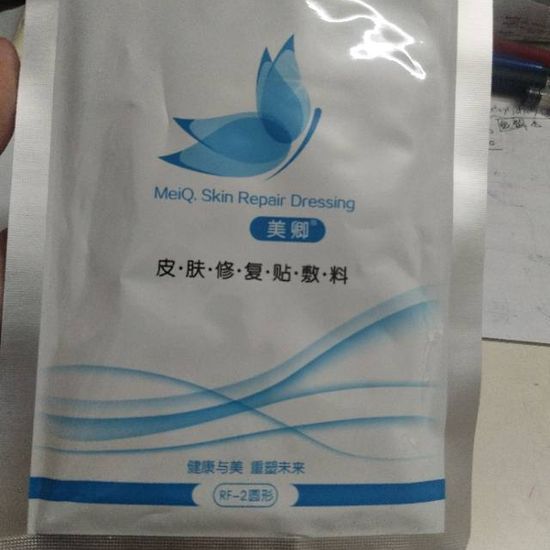 MeiQ. Skin Repair Dressing
美卿
皮·肤·修·复·贴·敷·料
健康与美 重塑未来
RF-2圆形